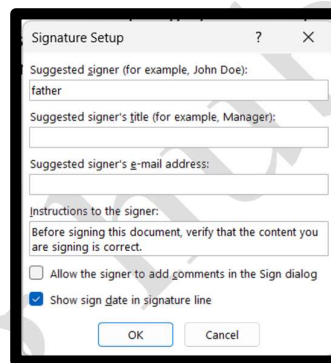 Signature Setup ? ×
Suggested signer (for example, John Doe):
father
Suggested signer's title (for example, Manager):
Suggested signer's e-mail address:
Instructions to the signer:
Before signing this document, verify that the content you
are signing is correct.
Allow the signer to add comments in the Sign dialog
Show sign date in signature line
OK Cancel